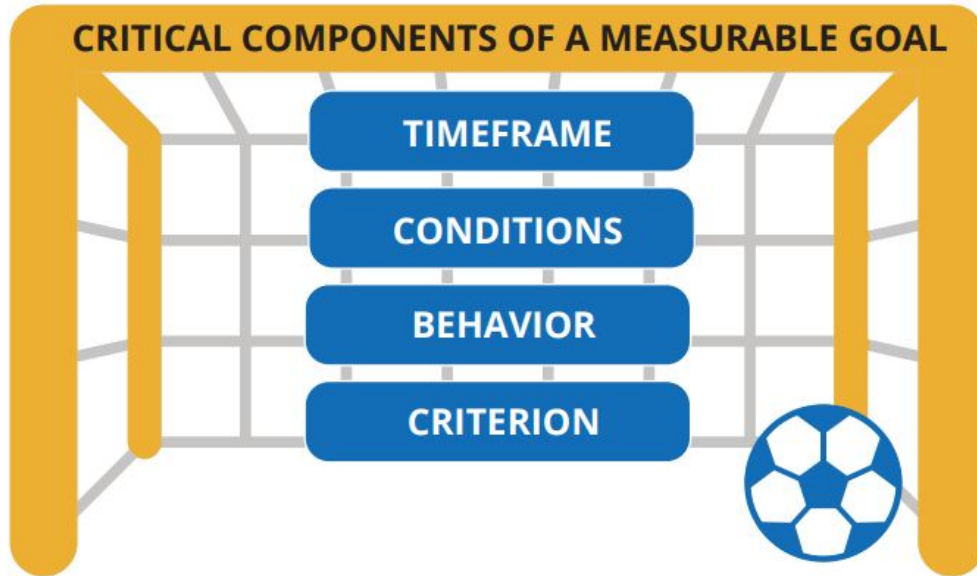 CRITICAL COMPONENTS OF A MEASURABLE GOAL
TIMEFRAME
CONDITIONS
BEHAVIOR
CRITERION